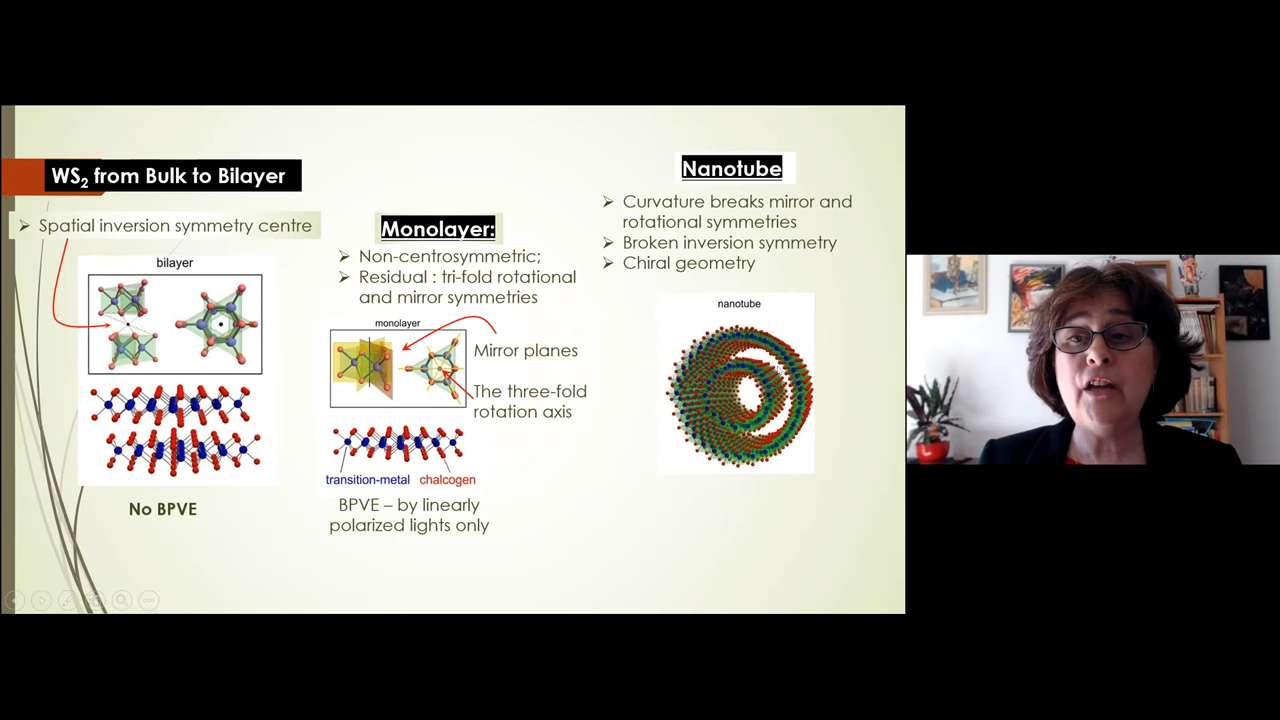 WS₂ from Bulk to Bilayer
➢ Spatial inversion symmetry centre
bilayer
No BPVE
Monolayer:
➢ Non-centrosymmetric;
➢ Residual : tri-fold rotational
and mirror symmetries
monolayer
Mirror planes
The three-fold
rotation axis
transition-metal chalcogen
BPVE – by linearly
polarized lights only
Nanotube
➢ Curvature breaks mirror and
rotational symmetries
➢ Broken inversion symmetry
➢ Chiral geometry
nanotube